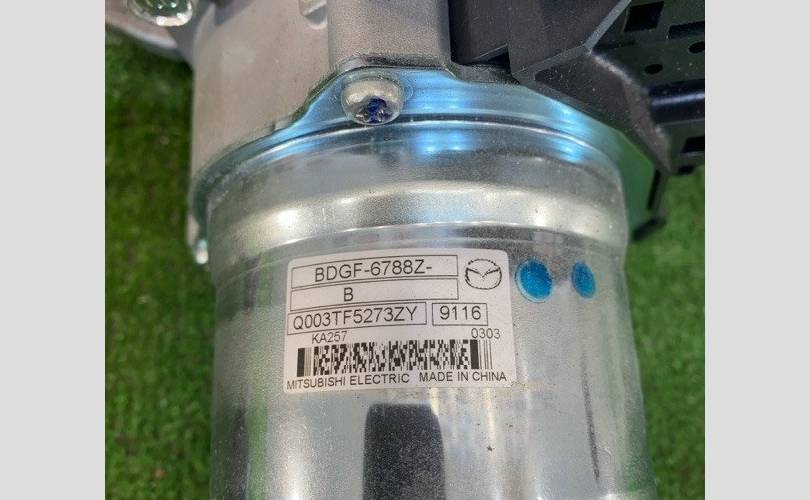 BDGF-6788Z-
B
Q003TF5273ZY 9116
KA257 0303
MITSUBISHI ELECTRIC MADE IN CHINA